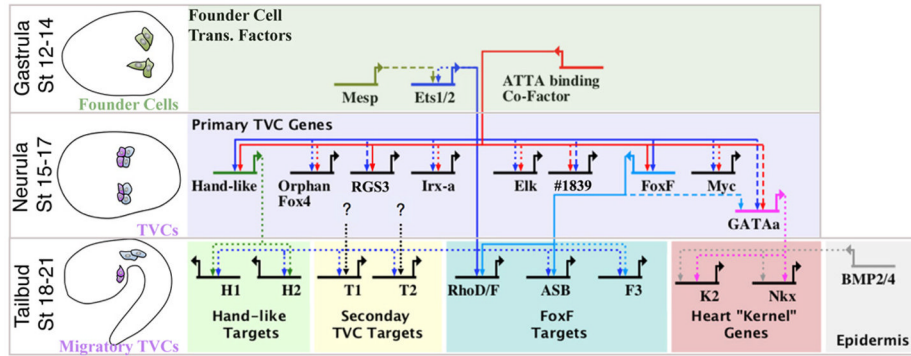 Gastrula
St 12-14
Founder Cells
Founder Cell
Trans. Factors
Mesp
Ets1/2
ATTA binding
Co-Factor
Neurula
St 15-17
TVCs
Primary TVC Genes
Hand-like
Orphan
Fox4
RGS3
Irx-a
Elk
#1839
FoxF
Myc
GATAa
? ?
Tailbud
St 18-21
Migratory TVCs
H1 H2
Hand-like
Targets
T1 T2
Seconday
TVC Targets
RhoD/F ASB F3
FoxF
Targets
K2 Nkx
Heart "Kernel"
Genes
BMP2/4
Epidermis